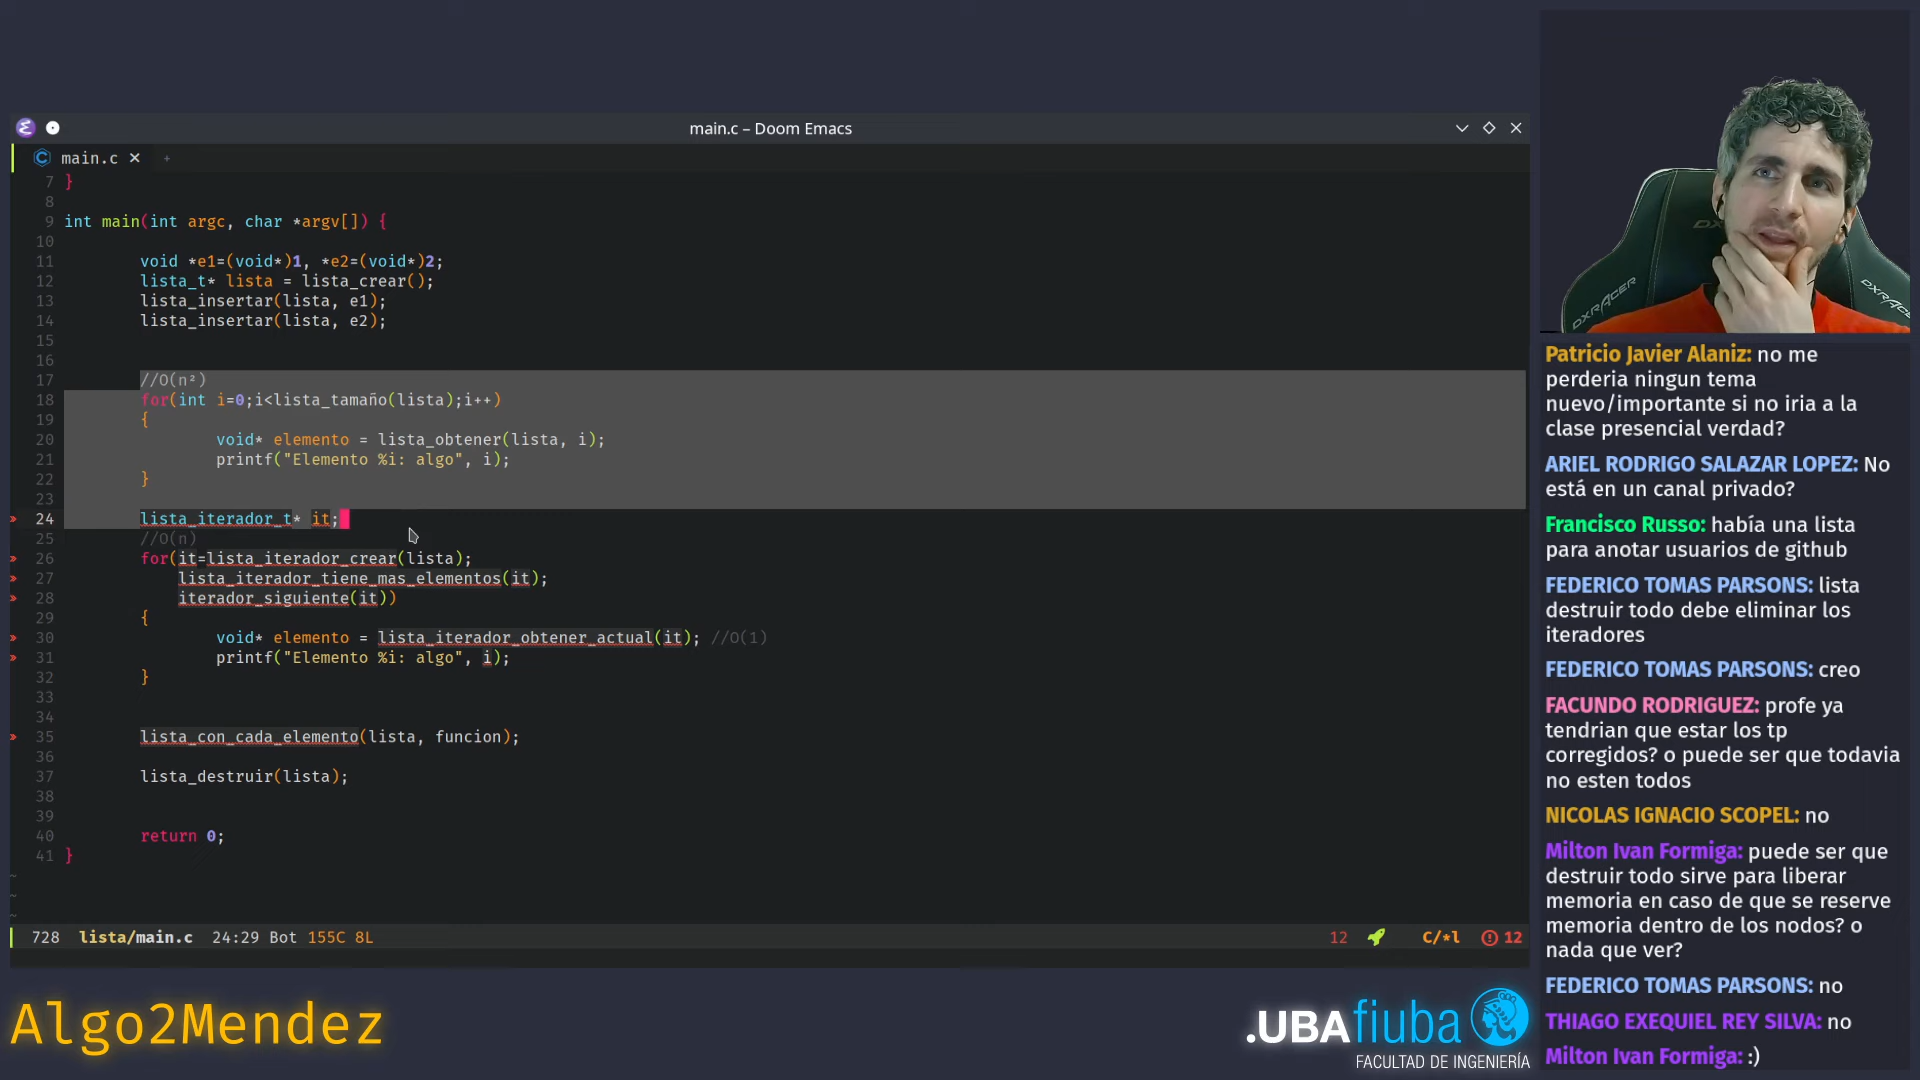 main.c – Doom Emacs
main.c
7 }
8
9 int main(int argc, char *argv[]) {
10
11 void *e1=(void*)1, *e2=(void*)2;
12 lista_t* lista = lista_crear();
13 lista_insertar(lista, e1);
14 lista_insertar(lista, e2);
15
16
17 //O(n²)
18 for(int i=0;i<lista_tamaño(lista);i++)
19 {
20 void* elemento = lista_obtener(lista, i);
21 printf("Elemento %i: algo", i);
22 }
23
24 lista_iterador_t* it;
25 //O(n)
26 for(it=lista_iterador_crear(lista);
27 lista_iterador_tiene_mas_elementos(it);
28 iterador_siguiente(it))
29 {
30 void* elemento = lista_iterador_obtener_actual(it); //O(1)
31 printf("Elemento %i: algo", i);
32 }
33
34
35 lista_con_cada_elemento(lista, funcion);
36
37 lista_destruir(lista);
38
39
40 return 0;
41 }
~
~
~
728 lista/main.c 24:29 Bot 155C 8L 12 C/*l 12
Algo2Mendez
.UBAfiuba
FACULTAD DE INGENIERÍA
DXRACER
DXRACER
Patricio Javier Alaniz: no me
perderia ningun tema
nuevo/importante si no iria a la
clase presencial verdad?
ARIEL RODRIGO SALAZAR LOPEZ: No
está en un canal privado?
Francisco Russo: había una lista
para anotar usuarios de github
FEDERICO TOMAS PARSONS: lista
destruir todo debe eliminar los
iteradores
FEDERICO TOMAS PARSONS: creo
FACUNDO RODRIGUEZ: profe ya
tendrian que estar los tp
corregidos? o puede ser que todavia
no esten todos
NICOLAS IGNACIO SCOPEL: no
Milton Ivan Formiga: puede ser que
destruir todo sirve para liberar
memoria en caso de que se reserve
memoria dentro de los nodos? o
nada que ver?
FEDERICO TOMAS PARSONS: no
THIAGO EXEQUIEL REY SILVA: no
Milton Ivan Formiga: :)